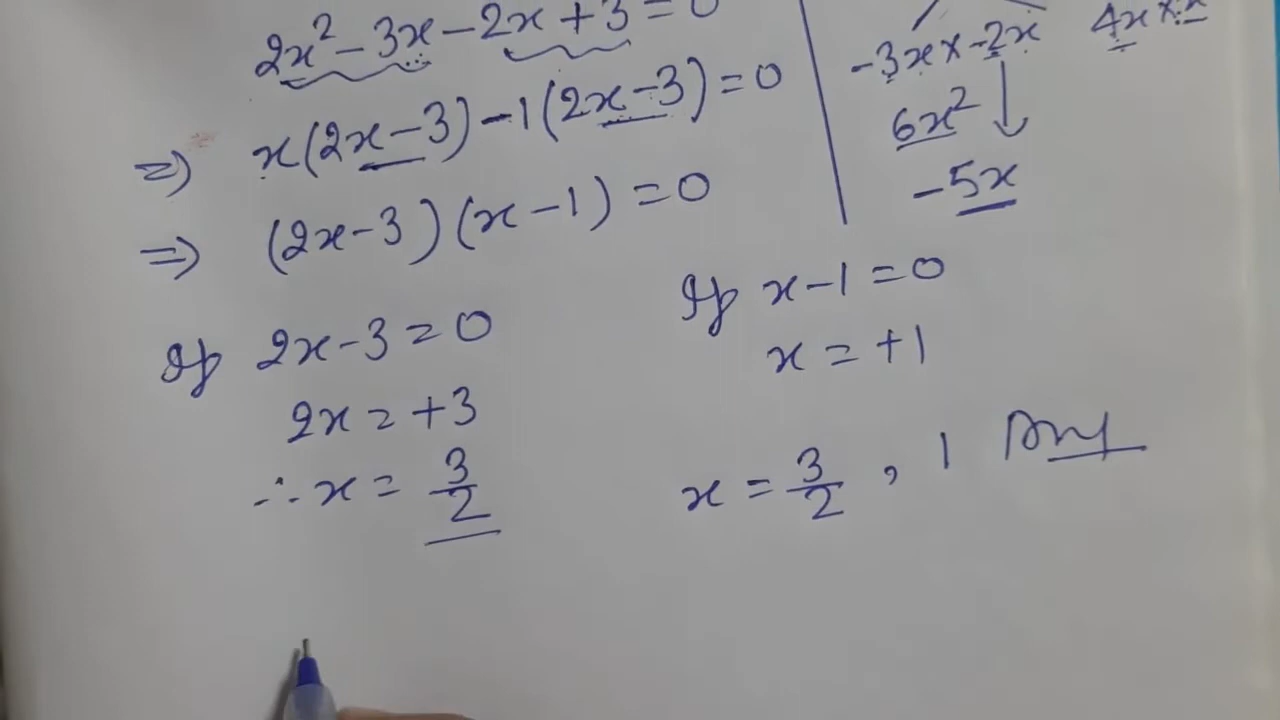 2x² - 3x - 2x + 3 = 0
⇒ x(2x - 3) - 1(2x - 3) = 0
⇒ (2x - 3)(x - 1) = 0
If 2x - 3 = 0
2x = +3
∴ x = 3/2
-3x × -2x
6x²
-5x
If x - 1 = 0
x = +1
x = 3/2 , 1 Ans